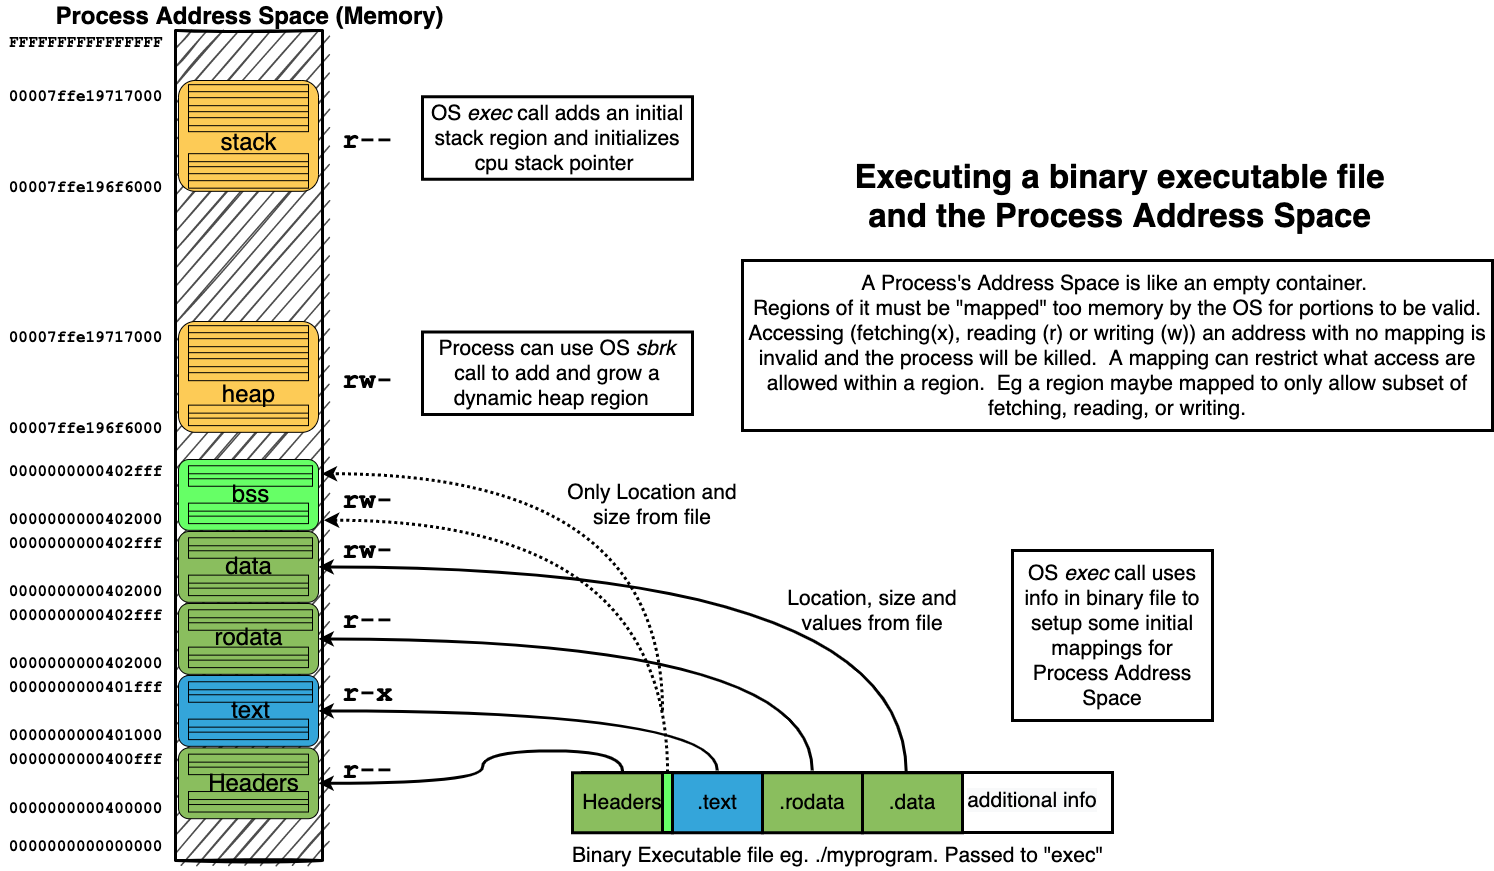 Process Address Space (Memory)
FFFFFFFFFFFFFFFF
00007ffe19717000
stack
r--
00007ffe196f6000
OS exec call adds an initial
stack region and initializes
cpu stack pointer
Executing a binary executable file
and the Process Address Space
A Process's Address Space is like an empty container.
Regions of it must be "mapped" too memory by the OS for portions to be valid.
Accessing (fetching(x), reading (r) or writing (w)) an address with no mapping is
invalid and the process will be killed. A mapping can restrict what access are
allowed within a region. Eg a region maybe mapped to only allow subset of
fetching, reading, or writing.
00007ffe19717000
heap
rw-
00007ffe196f6000
Process can use OS sbrk
call to add and grow a
dynamic heap region
0000000000402fff
bss
rw-
0000000000402000
Only Location and
size from file
0000000000402fff
data
rw-
0000000000402000
Location, size and
values from file
0000000000402fff
rodata
r--
0000000000402000
OS exec call uses
info in binary file to
setup some initial
mappings for
Process Address
Space
0000000000401fff
text
r-x
0000000000401000
0000000000400fff
Headers
r--
0000000000400000
0000000000000000
Headers
.text
.rodata
.data
additional info
Binary Executable file eg. ./myprogram. Passed to "exec"